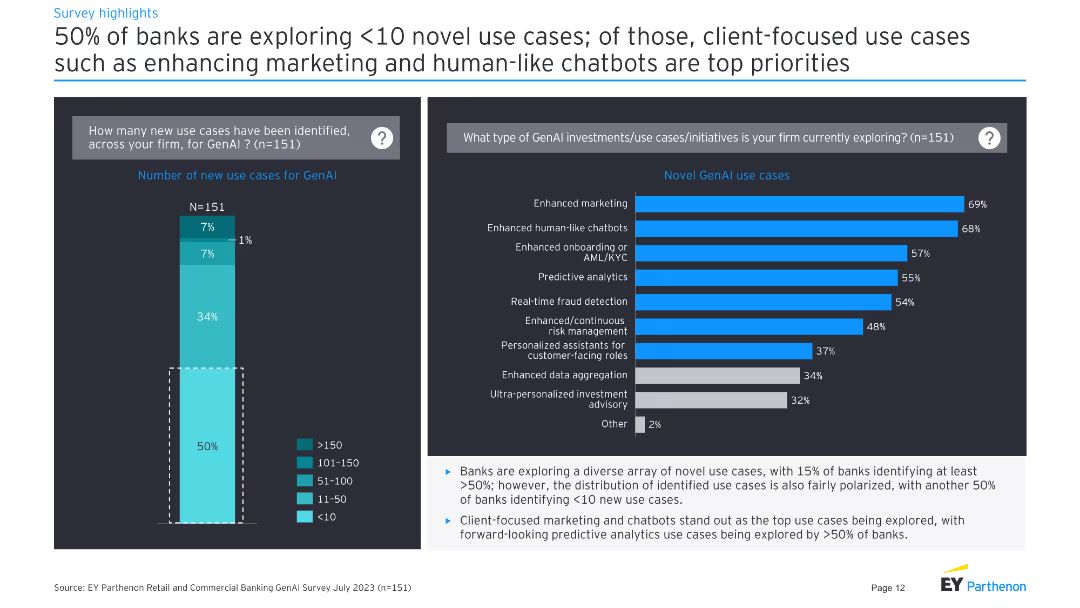 Survey highlights
50% of banks are exploring <10 novel use cases; of those, client-focused use cases
such as enhancing marketing and human-like chatbots are top priorities
How many new use cases have been identified,
across your firm, for GenAI ? (n=151)
?
Number of new use cases for GenAI
N=151
7%
1%
7%
34%
50%
>150
101–150
51–100
11–50
<10
What type of GenAI investments/use cases/initiatives is your firm currently exploring? (n=151)
?
Novel GenAI use cases
Enhanced marketing
69%
Enhanced human-like chatbots
68%
Enhanced onboarding or
AML/KYC
57%
Predictive analytics
55%
Real-time fraud detection
54%
Enhanced/continuous
risk management
48%
Personalized assistants for
customer-facing roles
37%
Enhanced data aggregation
34%
Ultra-personalized investment
advisory
32%
Other
2%
Banks are exploring a diverse array of novel use cases, with 15% of banks identifying at least
>50%; however, the distribution of identified use cases is also fairly polarized, with another 50%
of banks identifying <10 new use cases.
Client-focused marketing and chatbots stand out as the top use cases being explored, with
forward-looking predictive analytics use cases being explored by >50% of banks.
Source: EY Parthenon Retail and Commercial Banking GenAI Survey July 2023 (n=151)
Page 12
EY Parthenon